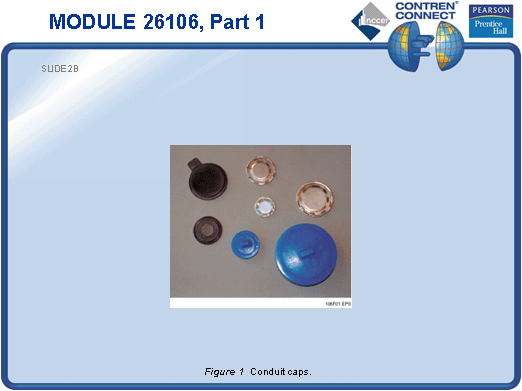 MODULE 26106, Part 1
nccer
CONTREN®
CONNECT
PEARSON
Prentice
Hall
SLIDE 2B
106F01.EPS
Figure 1 Conduit caps.